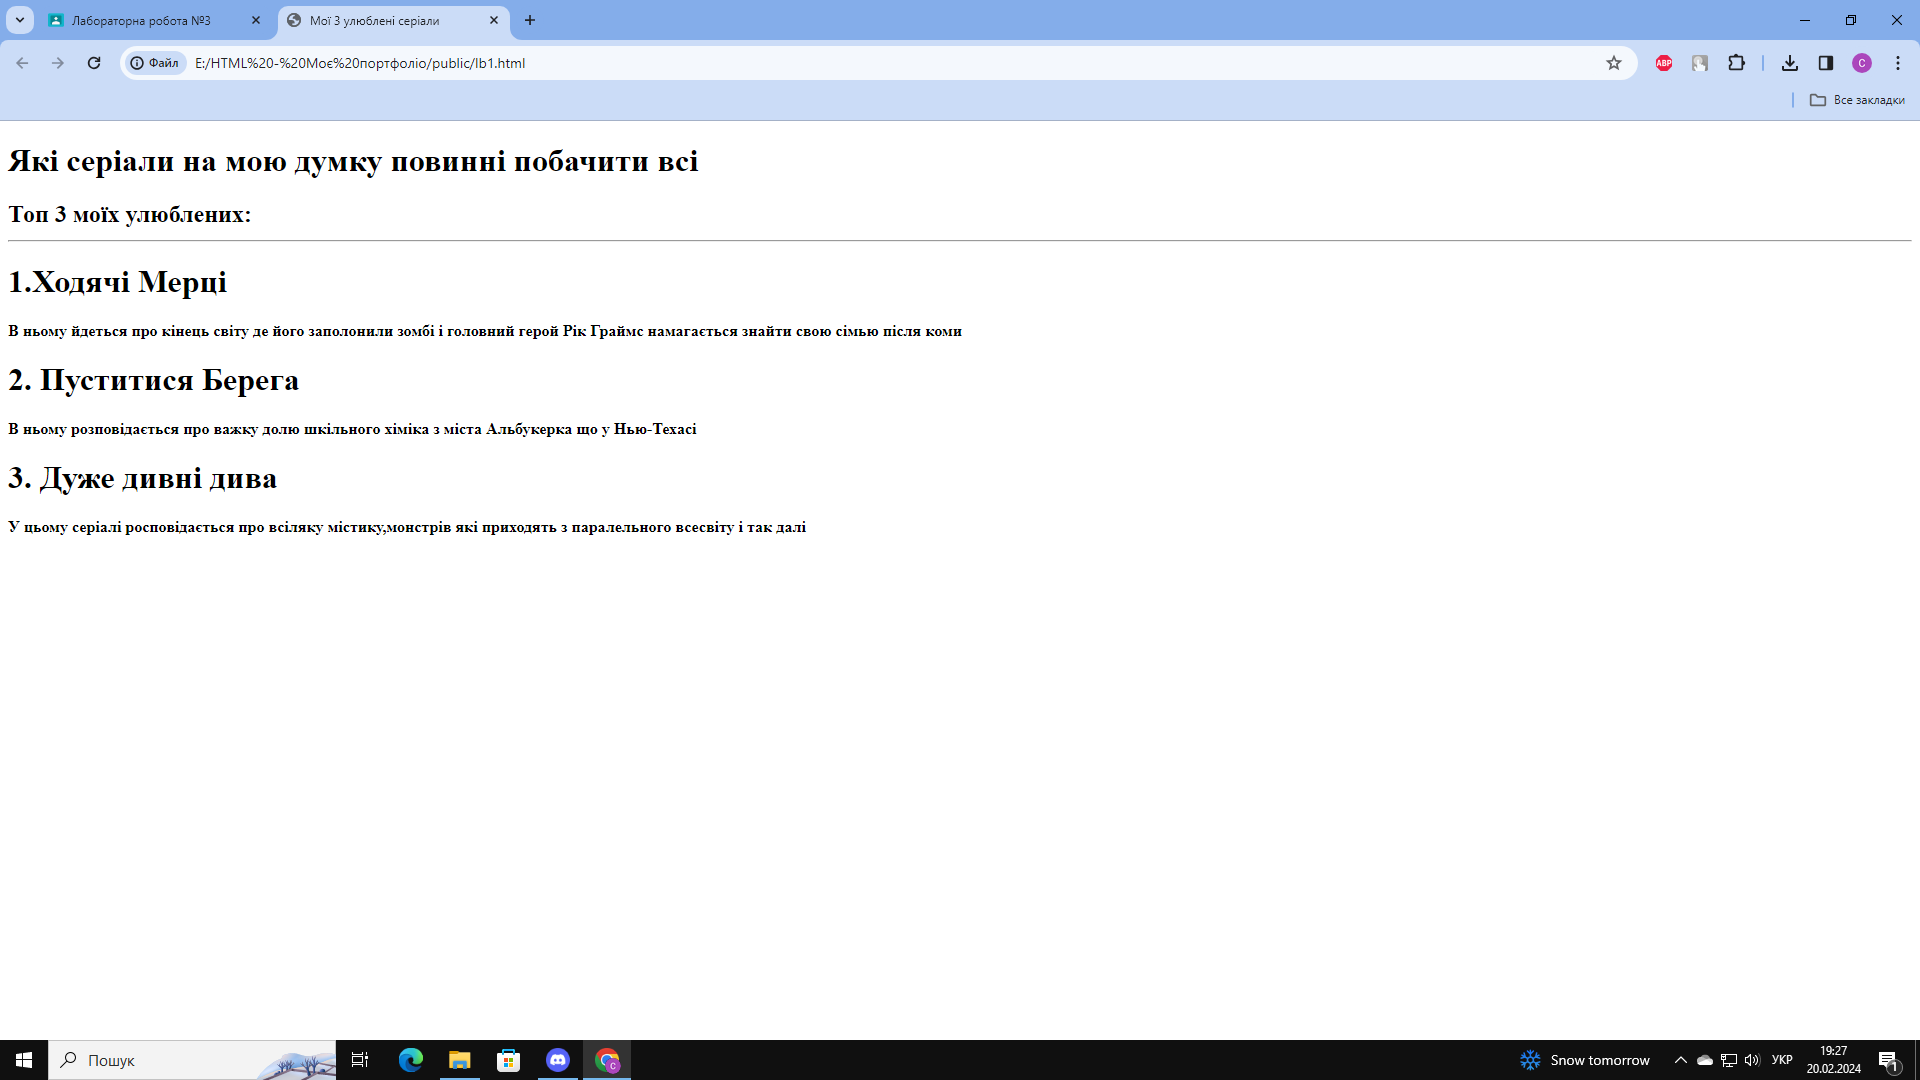 Лабораторна робота №3
Мої 3 улюблені серіали
Файл
E:/HTML%20-%20Моє%20портфоліо/public/lb1.html
ABP
C
Все закладки
Які серіали на мою думку повинні побачити всі
Топ 3 моїх улюблених:
1.Ходячі Мерці
В ньому йдеться про кінець світу де його заполонили зомбі і головний герой Рік Граймс намагається знайти свою сімью після коми
2. Пуститися Берега
В ньому розповідається про важку долю шкільного хіміка з міста Альбукерка що у Нью-Техасі
3. Дуже дивні дива
У цьому серіалі росповідається про всіляку містику,монстрів які приходять з паралельного всесвіту і так далі
Пошук
C
Snow tomorrow
УКР
19:27
20.02.2024
1